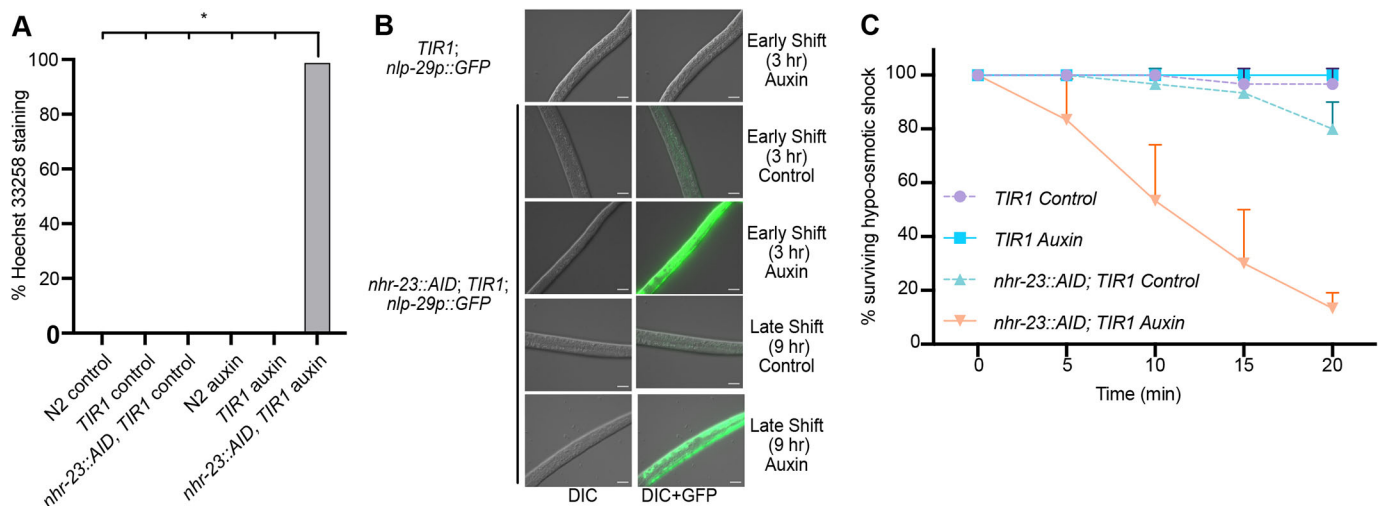 A
*
% Hoechst 33258 staining
100
80
60
40
20
0
N2 control
TIR1 control
nhr-23::AID, TIR1 control
N2 auxin
TIR1 auxin
nhr-23::AID, TIR1 auxin
B
TIR1;
nlp-29p::GFP
Early Shift
(3 hr)
Auxin
Early Shift
(3 hr)
Control
nhr-23::AID; TIR1;
nlp-29p::GFP
Early Shift
(3 hr)
Auxin
Late Shift
(9 hr)
Control
Late Shift
(9 hr)
Auxin
DIC
DIC+GFP
C
% surviving hypo-osmotic shock
100
80
60
40
20
0
TIR1 Control
TIR1 Auxin
nhr-23::AID; TIR1 Control
nhr-23::AID; TIR1 Auxin
0
5
10
15
20
Time (min)